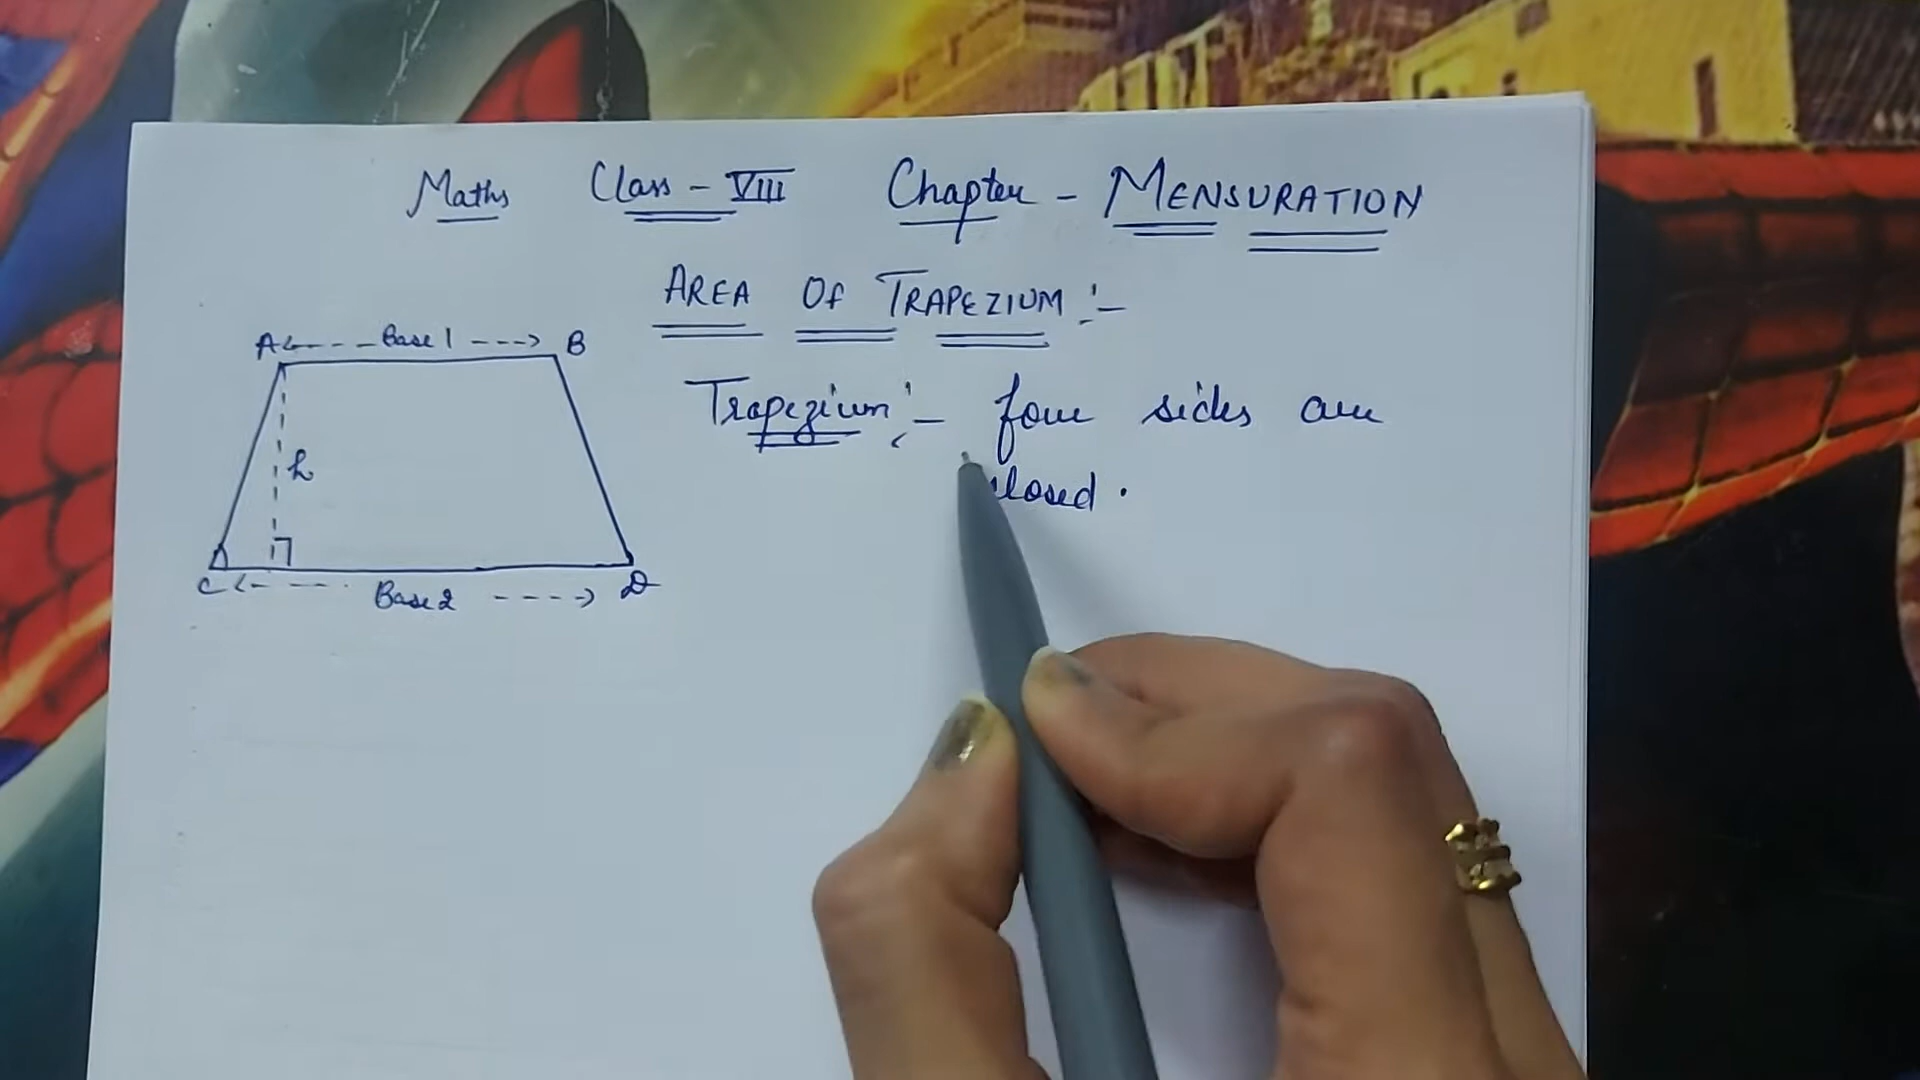 Maths Class - VIII Chapter - MENSURATION
AREA OF TRAPEZIUM :-
A <- - - Base 1 - - -> B
Trapezium :- four sides are
closed .
h
C <- - - - Base 2 - - - -> D